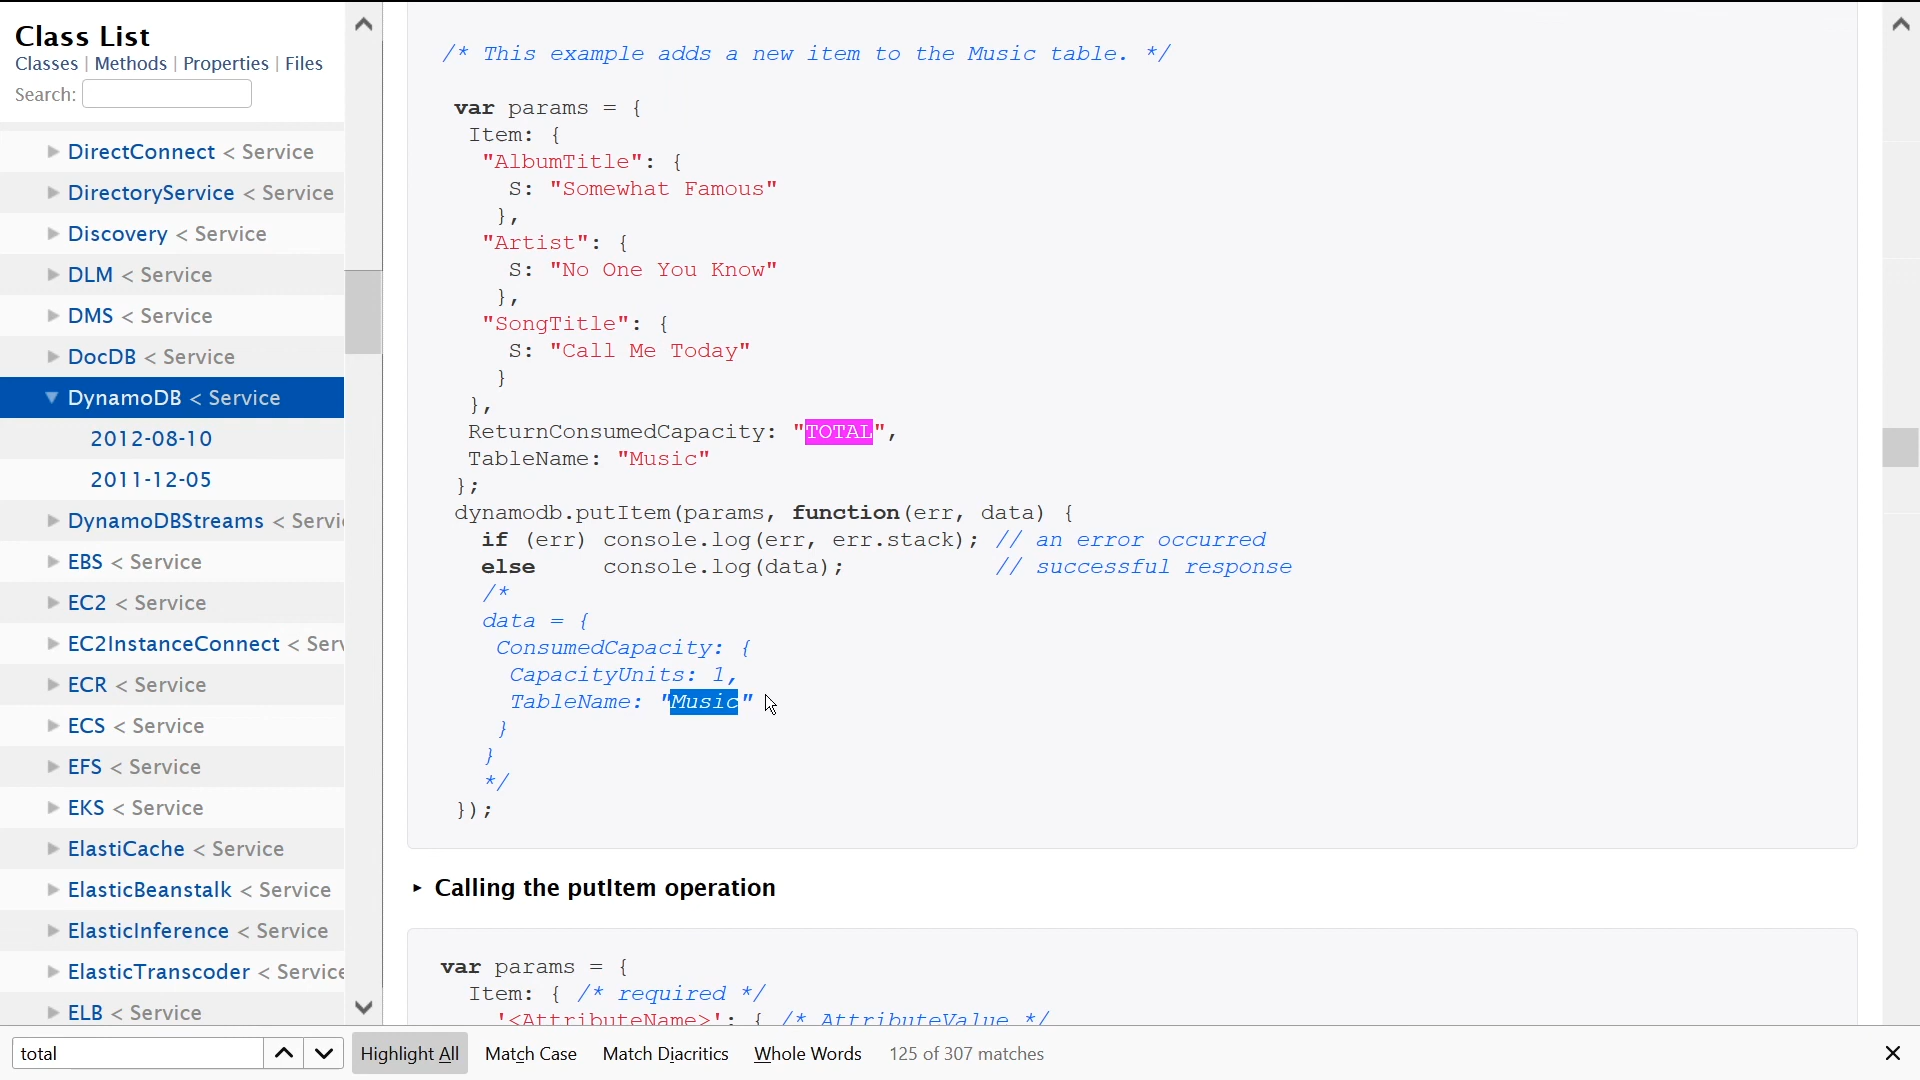 Class List
Classes | Methods | Properties | Files
Search:
DirectConnect < Service
DirectoryService < Service
Discovery < Service
DLM < Service
DMS < Service
DocDB < Service
DynamoDB < Service
2012-08-10
2011-12-05
DynamoDBStreams < Servi
EBS < Service
EC2 < Service
EC2InstanceConnect < Serv
ECR < Service
ECS < Service
EFS < Service
EKS < Service
ElastiCache < Service
ElasticBeanstalk < Service
ElasticInference < Service
ElasticTranscoder < Service
ELB < Service
/* This example adds a new item to the Music table. */
var params = {
Item: {
"AlbumTitle": {
S: "Somewhat Famous"
},
"Artist": {
S: "No One You Know"
},
"SongTitle": {
S: "Call Me Today"
}
},
ReturnConsumedCapacity: "TOTAL",
TableName: "Music"
};
dynamodb.putItem(params, function(err, data) {
if (err) console.log(err, err.stack); // an error occurred
else     console.log(data);           // successful response
/*
data = {
ConsumedCapacity: {
CapacityUnits: 1,
TableName: "Music"
}
}
*/
});
▸ Calling the putItem operation
var params = {
Item: { /* required */
'<AttributeName>': { /* AttributeValue */
total
Highlight All
Match Case
Match Diacritics
Whole Words
125 of 307 matches